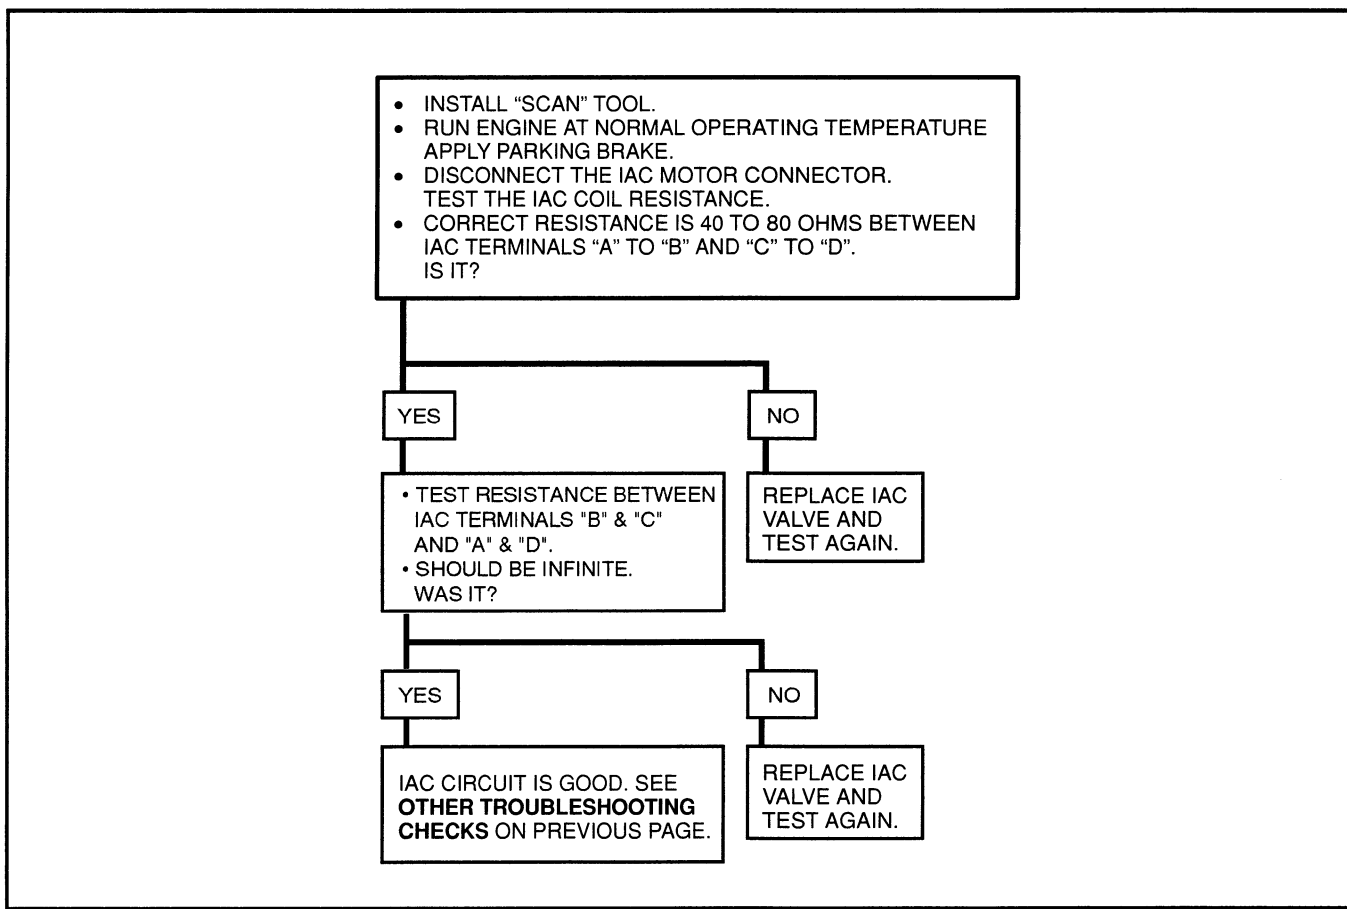 • INSTALL “SCAN” TOOL.
• RUN ENGINE AT NORMAL OPERATING TEMPERATURE
APPLY PARKING BRAKE.
• DISCONNECT THE IAC MOTOR CONNECTOR.
TEST THE IAC COIL RESISTANCE.
• CORRECT RESISTANCE IS 40 TO 80 OHMS BETWEEN
IAC TERMINALS “A” TO “B” AND “C” TO “D”.
IS IT?
YES
NO
• TEST RESISTANCE BETWEEN
IAC TERMINALS "B" & "C"
AND "A" & "D".
• SHOULD BE INFINITE.
WAS IT?
REPLACE IAC
VALVE AND
TEST AGAIN.
YES
NO
IAC CIRCUIT IS GOOD. SEE
OTHER TROUBLESHOOTING
CHECKS ON PREVIOUS PAGE.
REPLACE IAC
VALVE AND
TEST AGAIN.